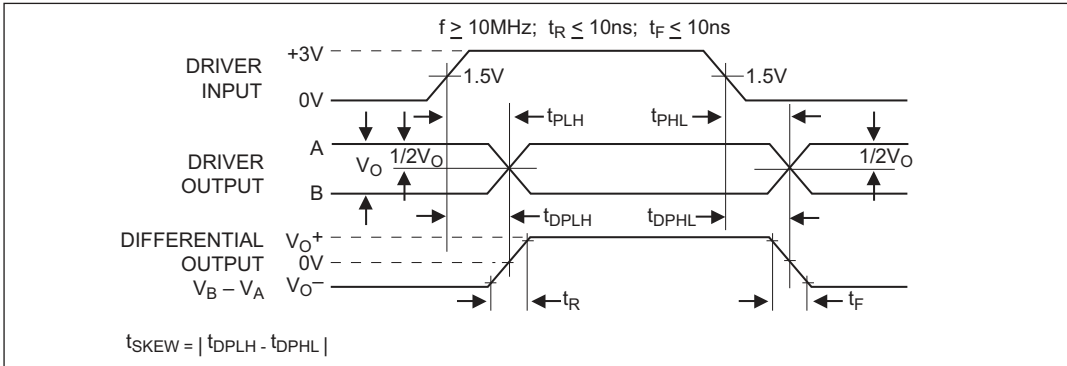 f ≥ 10MHz; tR ≤ 10ns; tF ≤ 10ns
+3V
DRIVER
INPUT
1.5V
1.5V
0V
tPLH
tPHL
A
DRIVER
OUTPUT
VO
1/2VO
1/2VO
B
tDPLH
tDPHL
DIFFERENTIAL
OUTPUT
VB – VA
VO+
0V
VO–
tR
tF
tSKEW = | tDPLH - tDPHL |